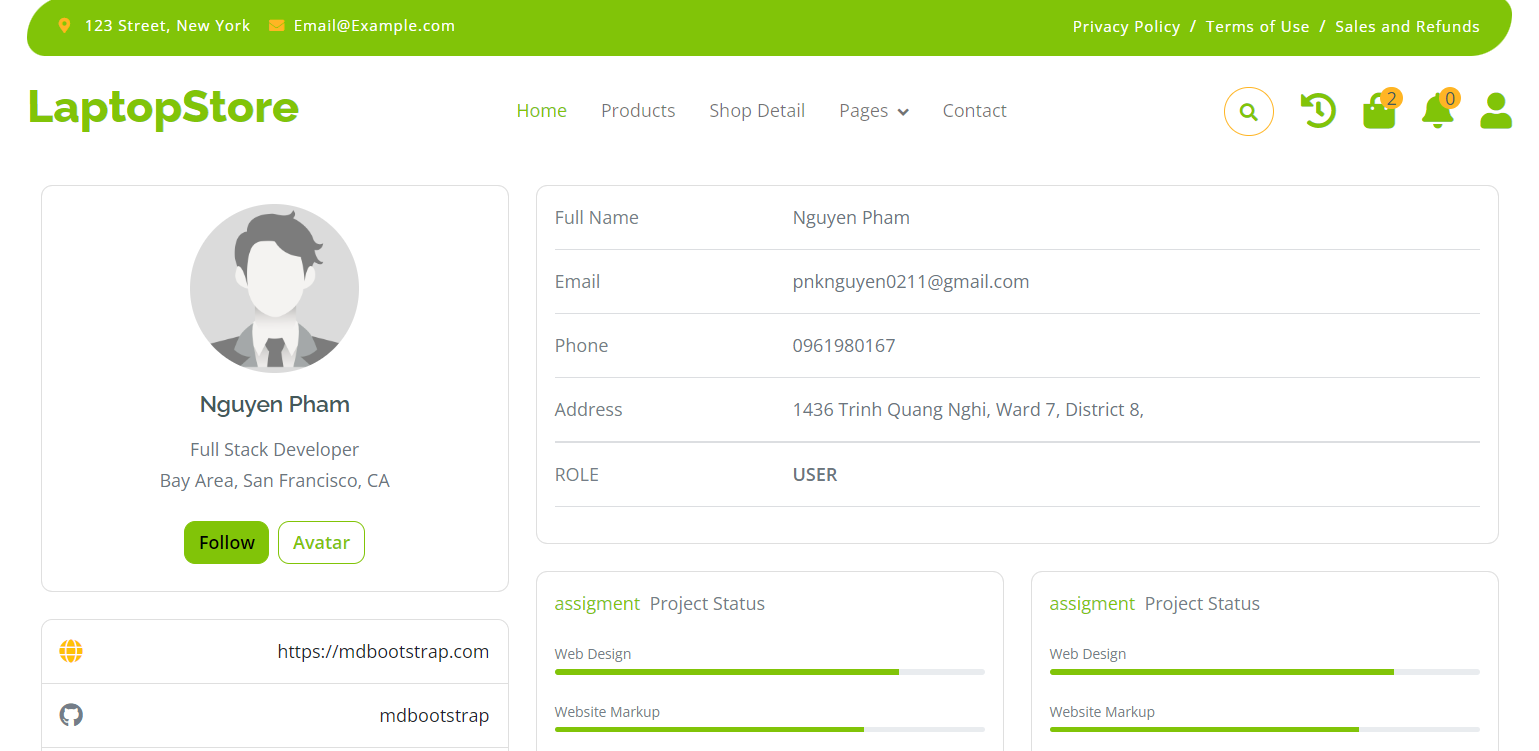 123 Street, New York Email@Example.com Privacy Policy / Terms of Use / Sales and Refunds
LaptopStore Home Products Shop Detail Pages Contact 2 0
Nguyen Pham
Full Stack Developer
Bay Area, San Francisco, CA
Follow Avatar
https://mdbootstrap.com
mdbootstrap
Full Name Nguyen Pham
Email pnknguyen0211@gmail.com
Phone 0961980167
Address 1436 Trinh Quang Nghi, Ward 7, District 8,
ROLE USER
assigment Project Status
Web Design
Website Markup
assigment Project Status
Web Design
Website Markup